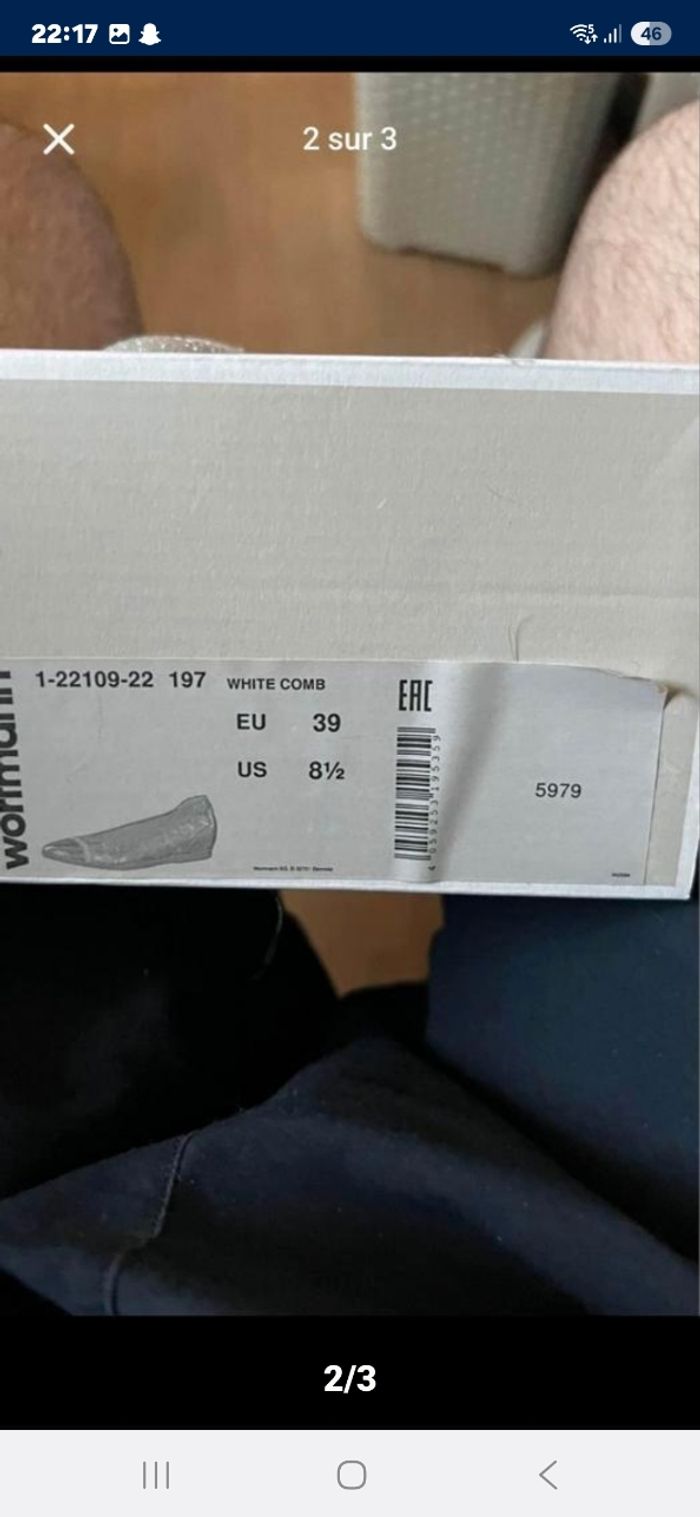 22:17
46
2 sur 3
1-22109-22 197 WHITE COMB
EAC
EU 39
US 8½
5979
wortmann
2/3